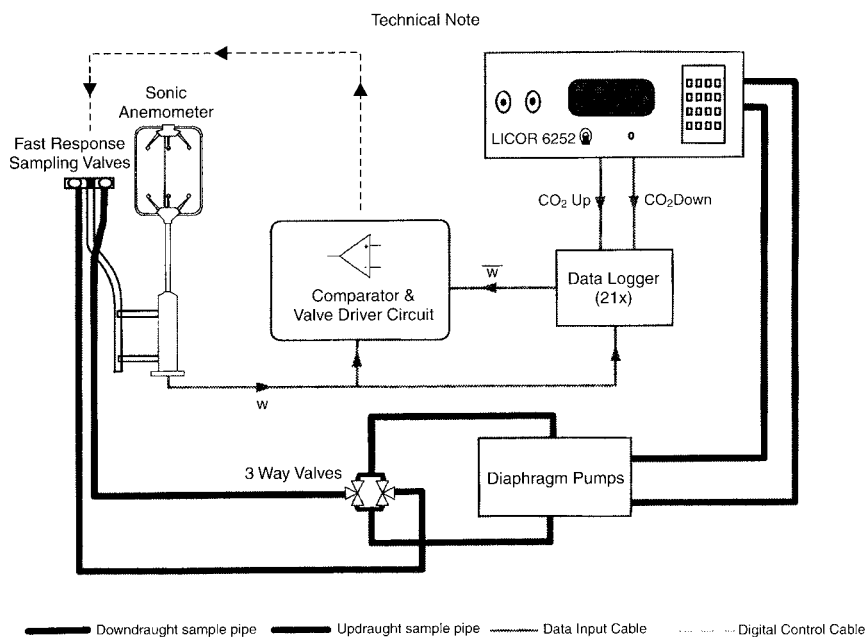 Technical Note
Sonic
Anemometer
Fast Response
Sampling Valves
LICOR 6252
CO₂ Up
CO₂Down
w̅
Data Logger
(21x)
Comparator &
Valve Driver Circuit
w
3 Way Valves
Diaphragm Pumps
Downdraught sample pipe
Updraught sample pipe
Data Input Cable
Digital Control Cable